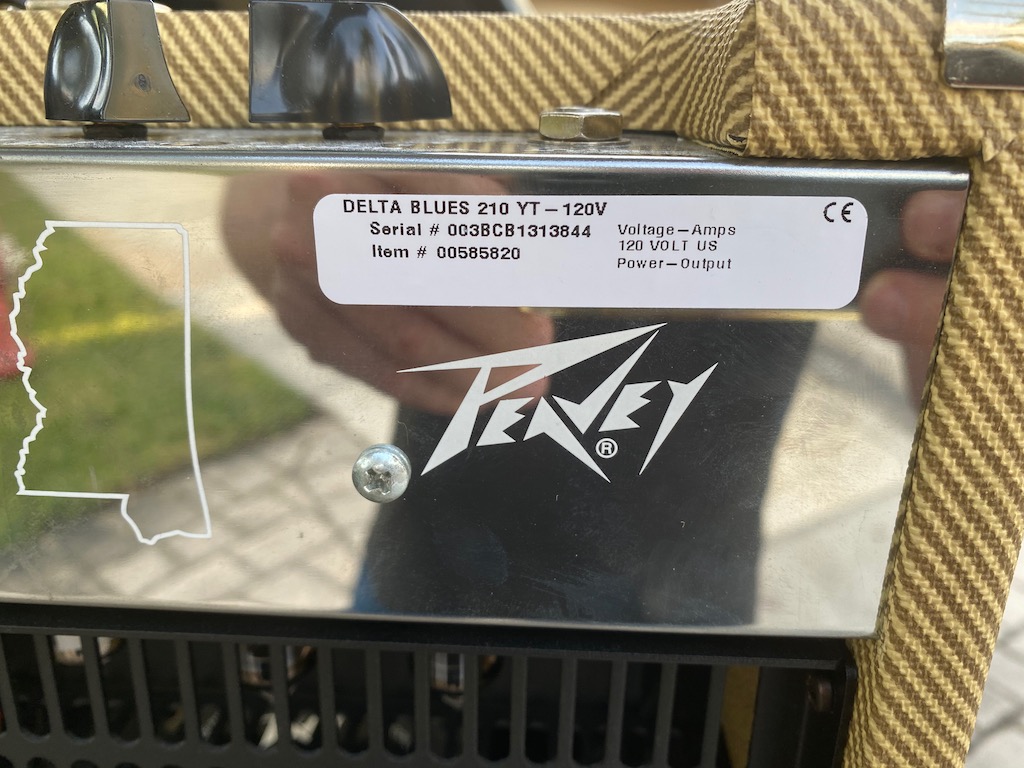 DELTA BLUES 210 YT–120V
CE
Serial # 003BCB1313844
Item # 00585820
Voltage–Amps
120 VOLT US
Power–Output
PEAVEY®